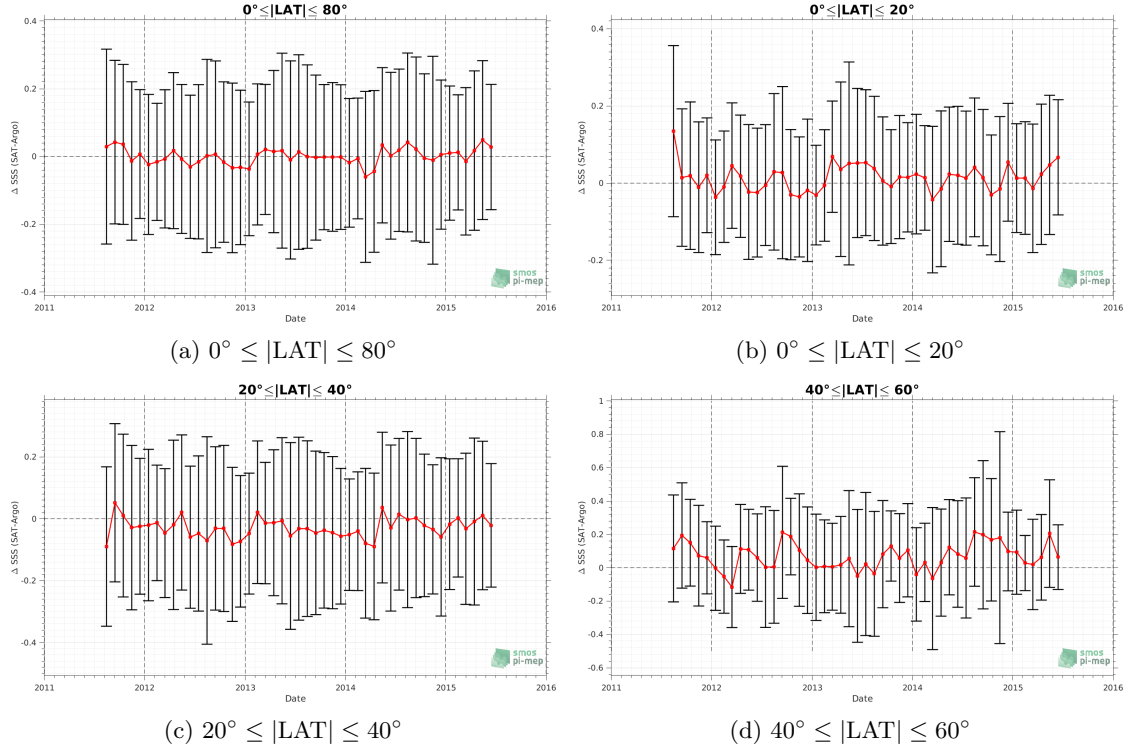 0°≤|LAT|≤ 80°
Δ SSS (SAT-Argo)
0.4
0.2
0
-0.2
-0.4
2011 2012 2013 2014 2015 2016
Date
smos
pi-mep
(a) 0° ≤ |LAT| ≤ 80°
0°≤|LAT|≤ 20°
Δ SSS (SAT-Argo)
0.4
0.2
0
-0.2
2011 2012 2013 2014 2015 2016
Date
smos
pi-mep
(b) 0° ≤ |LAT| ≤ 20°
20°≤|LAT|≤ 40°
Δ SSS (SAT-Argo)
0.2
0
-0.2
-0.4
2011 2012 2013 2014 2015 2016
Date
smos
pi-mep
(c) 20° ≤ |LAT| ≤ 40°
40°≤|LAT|≤ 60°
Δ SSS (SAT-Argo)
1
0.8
0.6
0.4
0.2
0
-0.2
-0.4
-0.6
2011 2012 2013 2014 2015 2016
Date
smos
pi-mep
(d) 40° ≤ |LAT| ≤ 60°